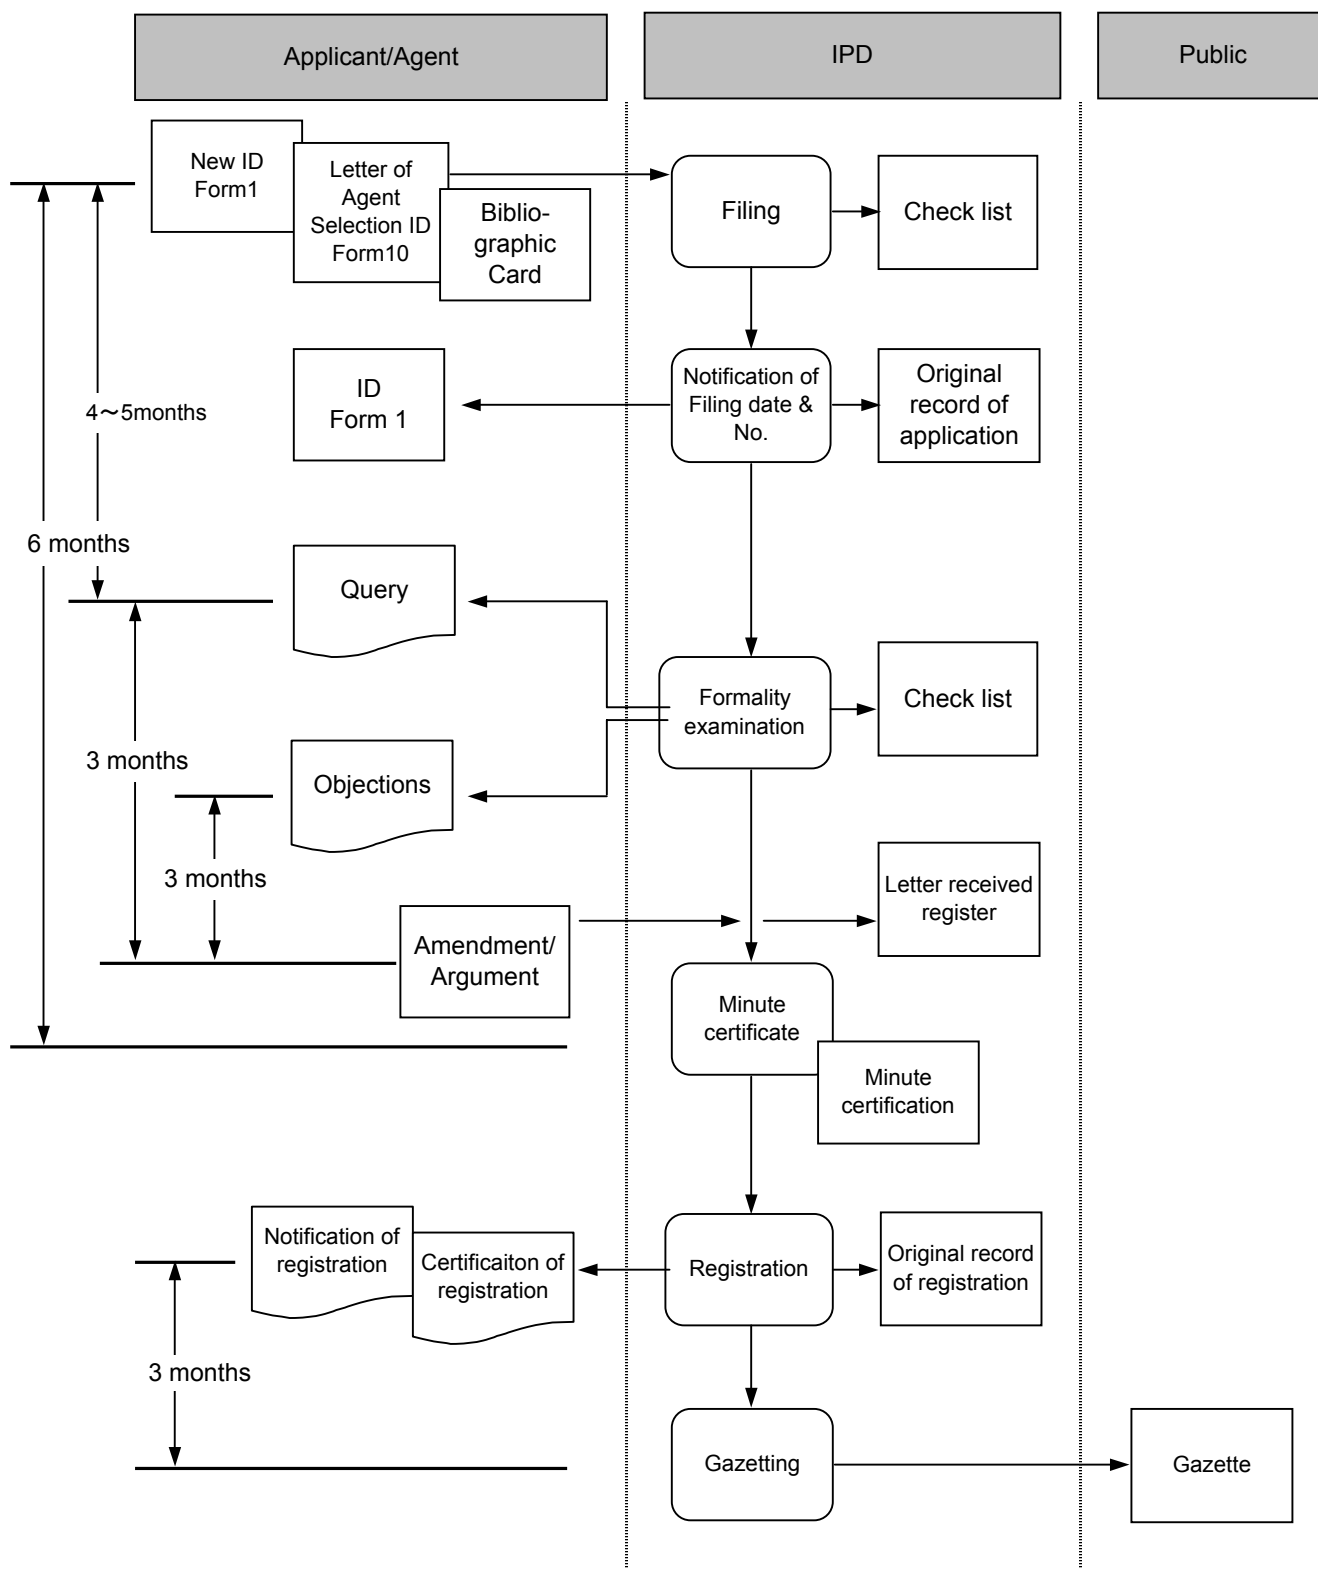 Applicant/Agent
IPD
Public
New ID
Form1
Letter of
Agent
Selection ID
Form10
Biblio-
graphic
Card
Filing
Check list
4～5months
ID
Form 1
Notification of
Filing date &
No.
Original
record of
application
6 months
Query
Formality
examination
Check list
3 months
Objections
3 months
Letter received
register
Amendment/
Argument
Minute
certificate
Minute
certification
Notification of
registration
Certificaiton of
registration
Registration
Original record
of registration
3 months
Gazetting
Gazette